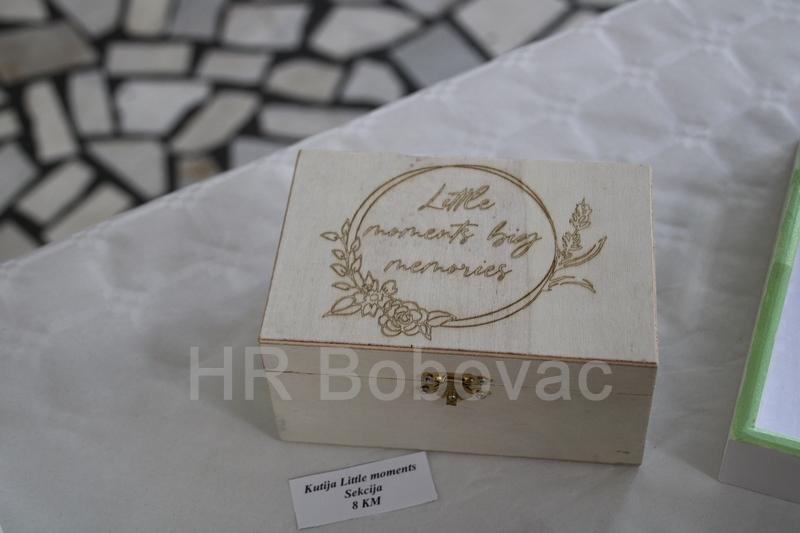 Little
moments big
memories
HR Bobovac
Kutija Little moments
Sekcija
8 KM